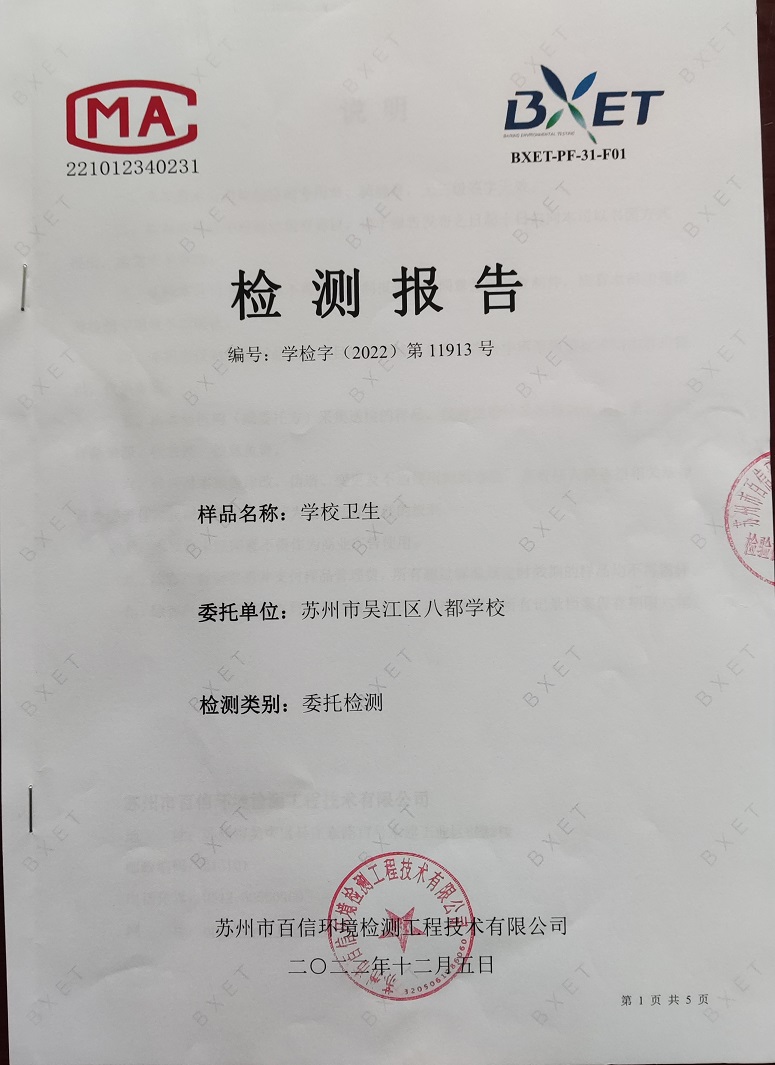 MA
221012340231
BXET
BXET-PF-31-F01
检测报告
编号：学检字（2022）第 11913 号
样品名称：学校卫生
委托单位：苏州市吴江区八都学校
检测类别：委托检测
苏州市百信环境检测工程技术有限公司
二〇二二年十二月五日
第 1 页 共 5 页